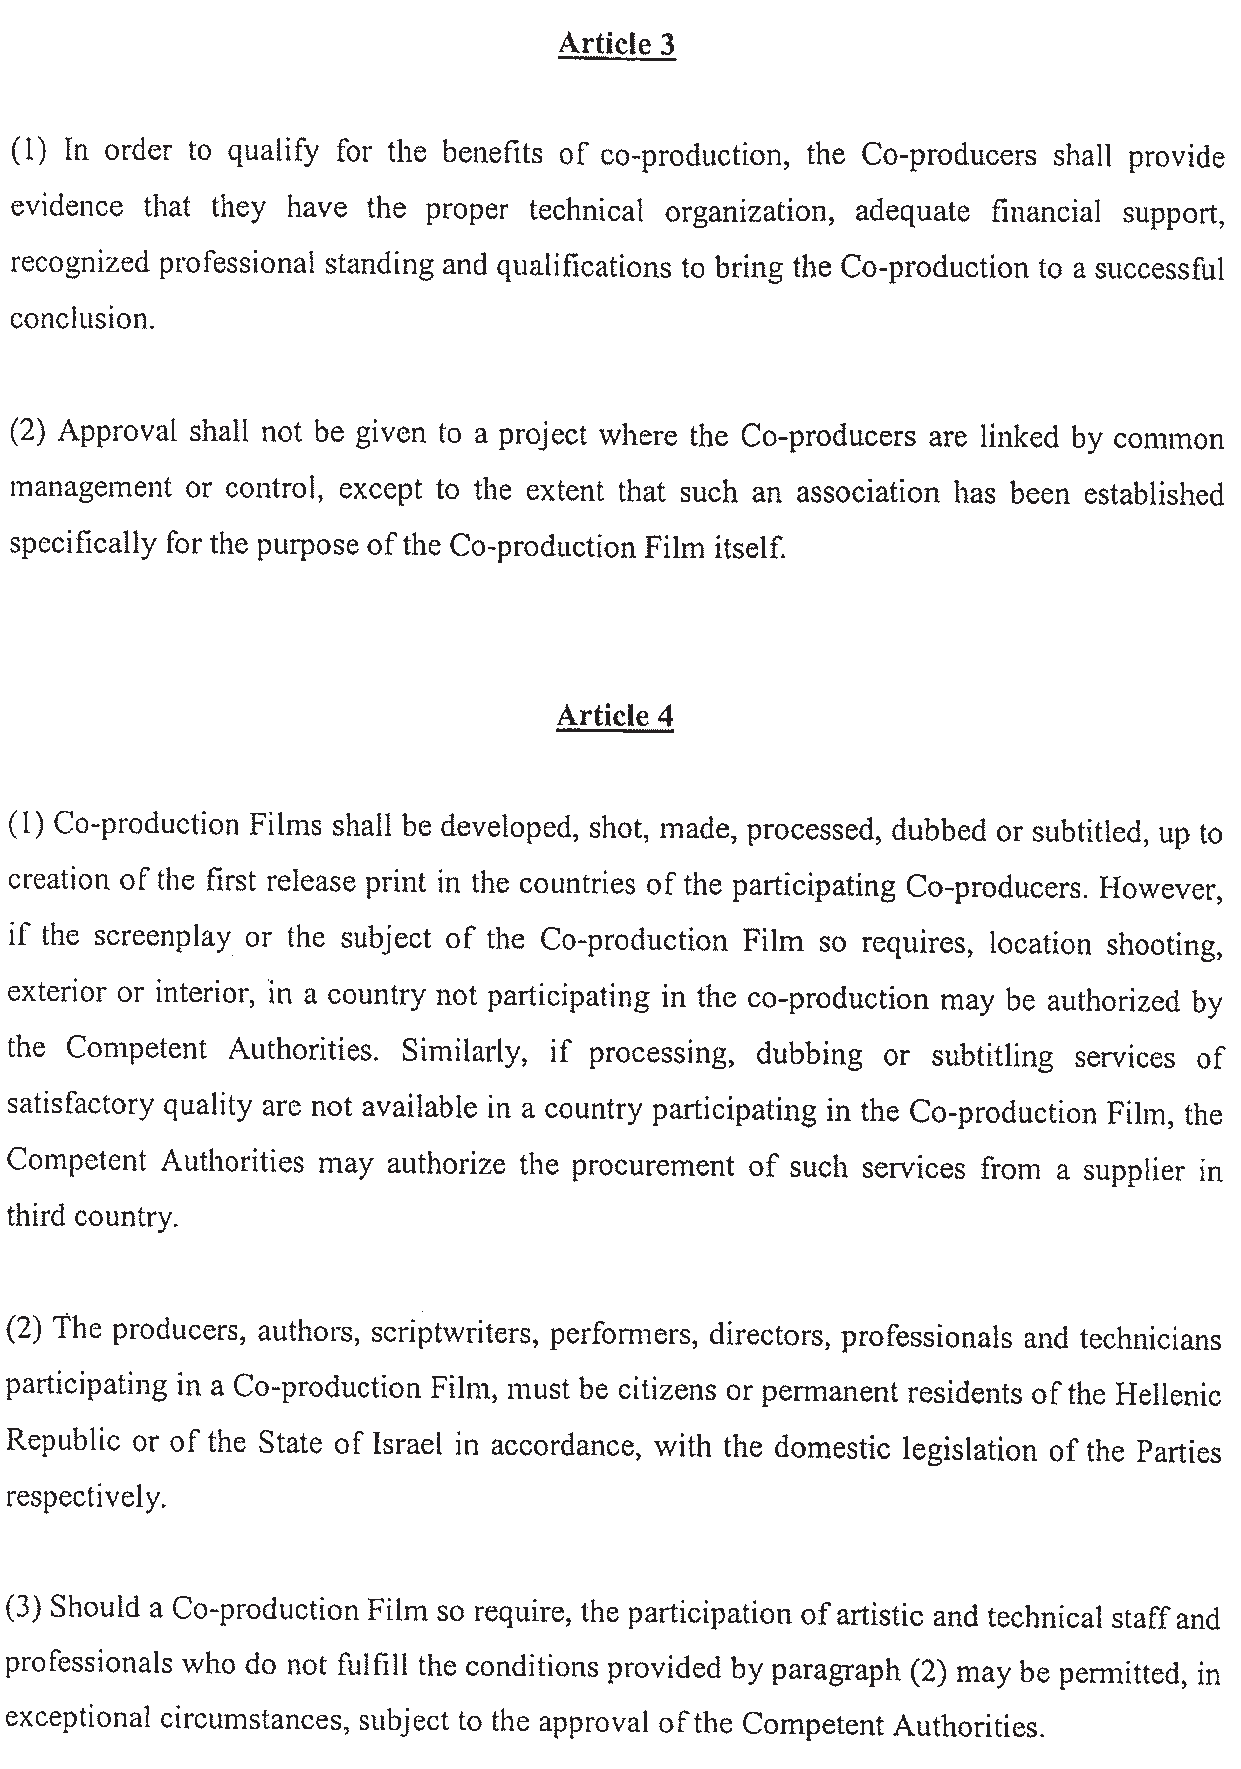 Article 3
(1) In order to qualify for the benefits of co-production, the Co-producers shall provide
evidence that they have the proper technical organization, adequate financial support,
recognized professional standing and qualifications to bring the Co-production to a successful
conclusion.
(2) Approval shall not be given to a project where the Co-producers are linked by common
management or control, except to the extent that such an association has been established
specifically for the purpose of the Co-production Film itself.
Article 4
(1) Co-production Films shall be developed, shot, made, processed, dubbed or subtitled, up to
creation of the first release print in the countries of the participating Co-producers. However,
if the screenplay or the subject of the Co-production Film so requires, location shooting,
exterior or interior, in a country not participating in the co-production may be authorized by
the Competent Authorities. Similarly, if processing, dubbing or subtitling services of
satisfactory quality are not available in a country participating in the Co-production Film, the
Competent Authorities may authorize the procurement of such services from a supplier in
third country.
(2) The producers, authors, scriptwriters, performers, directors, professionals and technicians
participating in a Co-production Film, must be citizens or permanent residents of the Hellenic
Republic or of the State of Israel in accordance, with the domestic legislation of the Parties
respectively.
(3) Should a Co-production Film so require, the participation of artistic and technical staff and
professionals who do not fulfill the conditions provided by paragraph (2) may be permitted, in
exceptional circumstances, subject to the approval of the Competent Authorities.